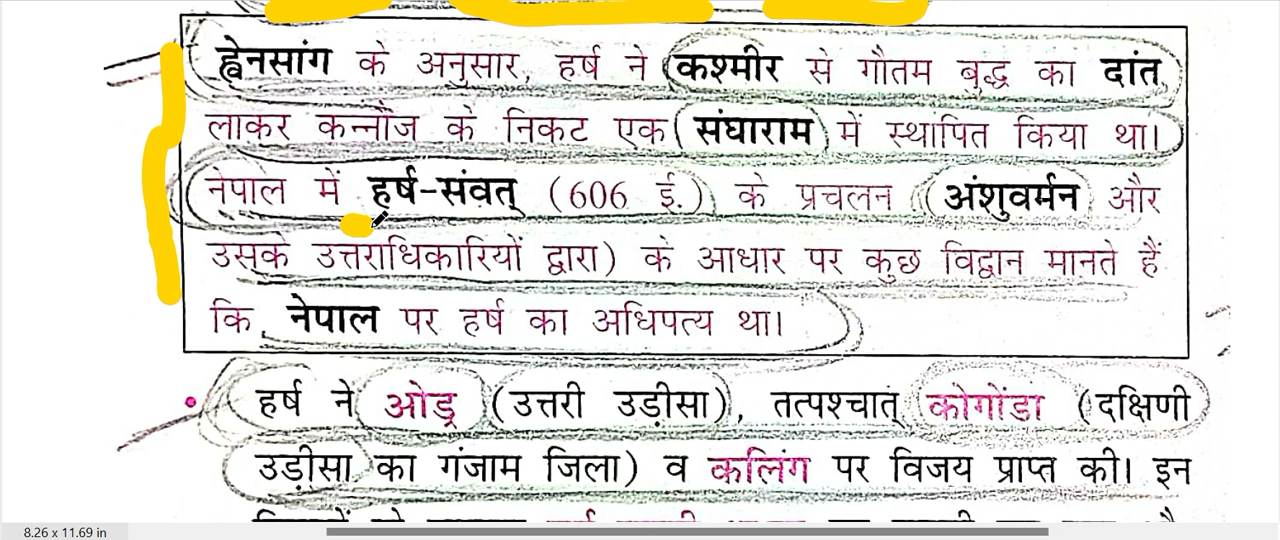 ह्वेनसांग के अनुसार, हर्ष ने कश्मीर से गौतम बुद्ध का दांत
लाकर कन्नौज के निकट एक संघाराम में स्थापित किया था।
नेपाल में हर्ष-संवत् (606 ई.) के प्रचलन (अंशुवर्मन और
उसके उत्तराधिकारियों द्वारा) के आधार पर कुछ विद्वान मानते हैं
कि नेपाल पर हर्ष का अधिपत्य था।
• हर्ष ने ओड्र (उत्तरी उड़ीसा), तत्पश्चात् कोगोंडा (दक्षिणी
उड़ीसा का गंजाम जिला) व कलिंग पर विजय प्राप्त की। इन
8.26 x 11.69 in